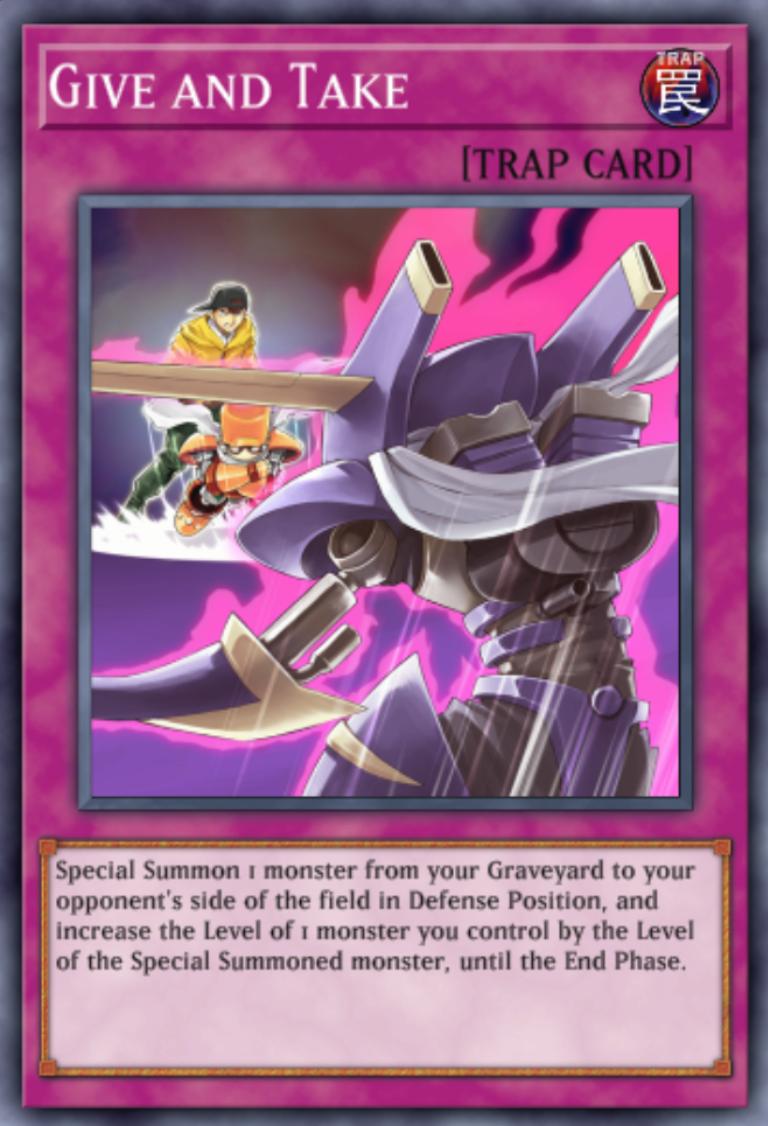 GIVE AND TAKE
TRAP
罠
[TRAP CARD]
Special Summon 1 monster from your Graveyard to your
opponent's side of the field in Defense Position, and
increase the Level of 1 monster you control by the Level
of the Special Summoned monster, until the End Phase.